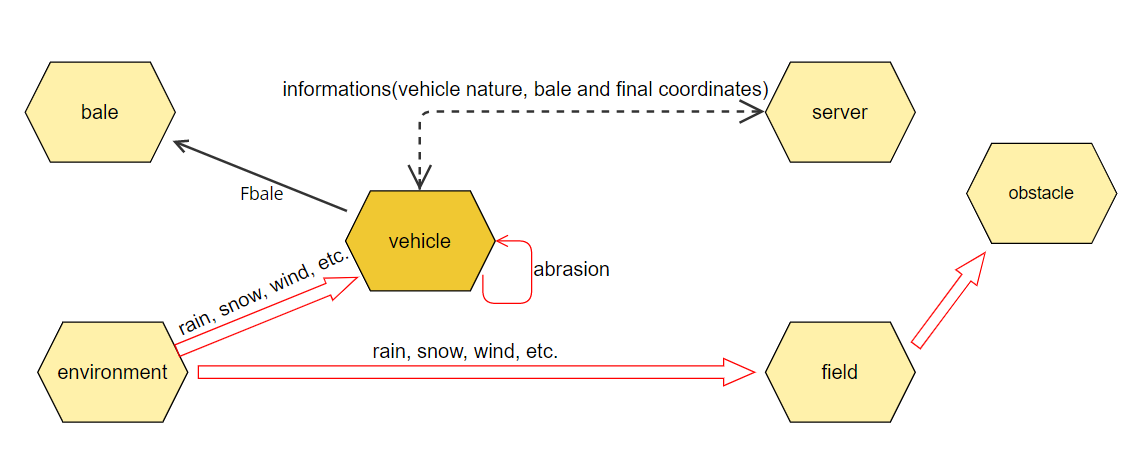 informations(vehicle nature, bale and final coordinates)
bale
server
Fbale
obstacle
vehicle
abrasion
rain, snow, wind, etc.
rain, snow, wind, etc.
environment
field